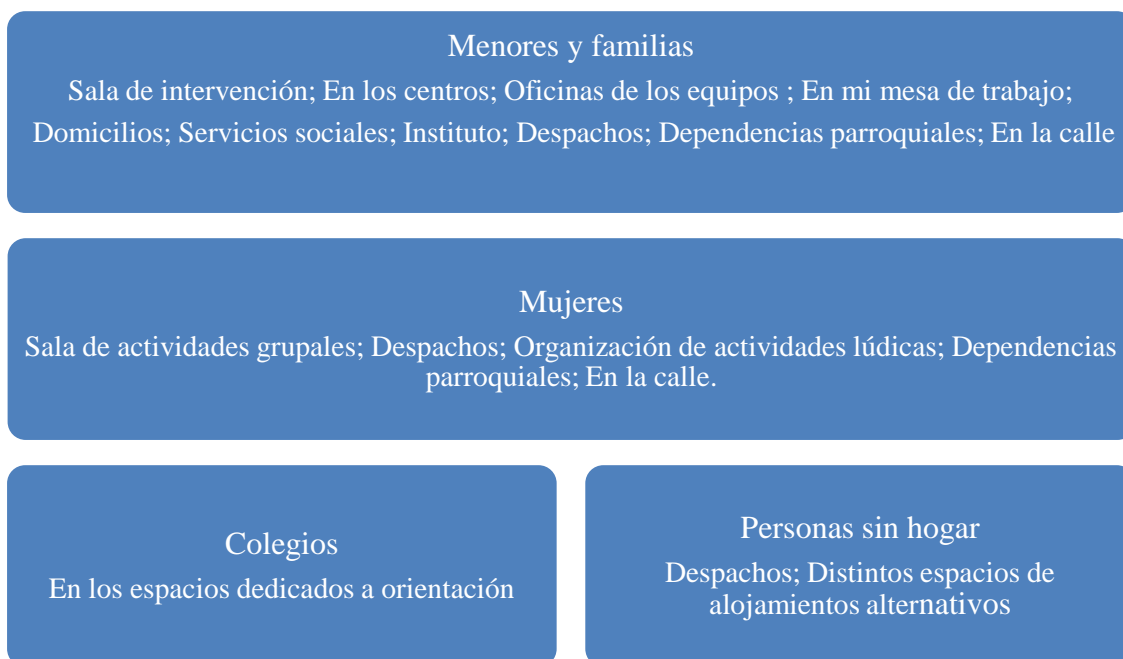 Menores y familias
Sala de intervención; En los centros; Oficinas de los equipos ; En mi mesa de trabajo;
Domicilios; Servicios sociales; Instituto; Despachos; Dependencias parroquiales; En la calle
Mujeres
Sala de actividades grupales; Despachos; Organización de actividades lúdicas; Dependencias
parroquiales; En la calle.
Colegios
En los espacios dedicados a orientación
Personas sin hogar
Despachos; Distintos espacios de
alojamientos alternativos